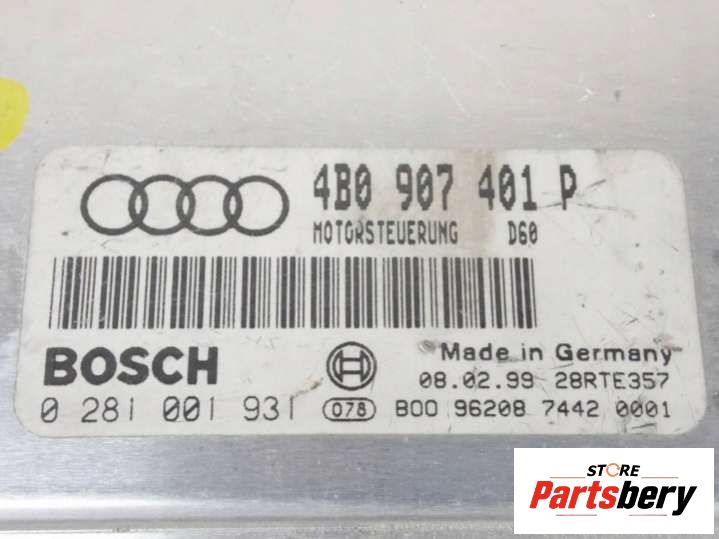 4B0 907 401 P
MOTORSTEUERUNG D60
BOSCH
Made in Germany
08.02.99 28RTE357
0 281 001 931 078 B00 96208 7442 0001
STORE
Partsbery